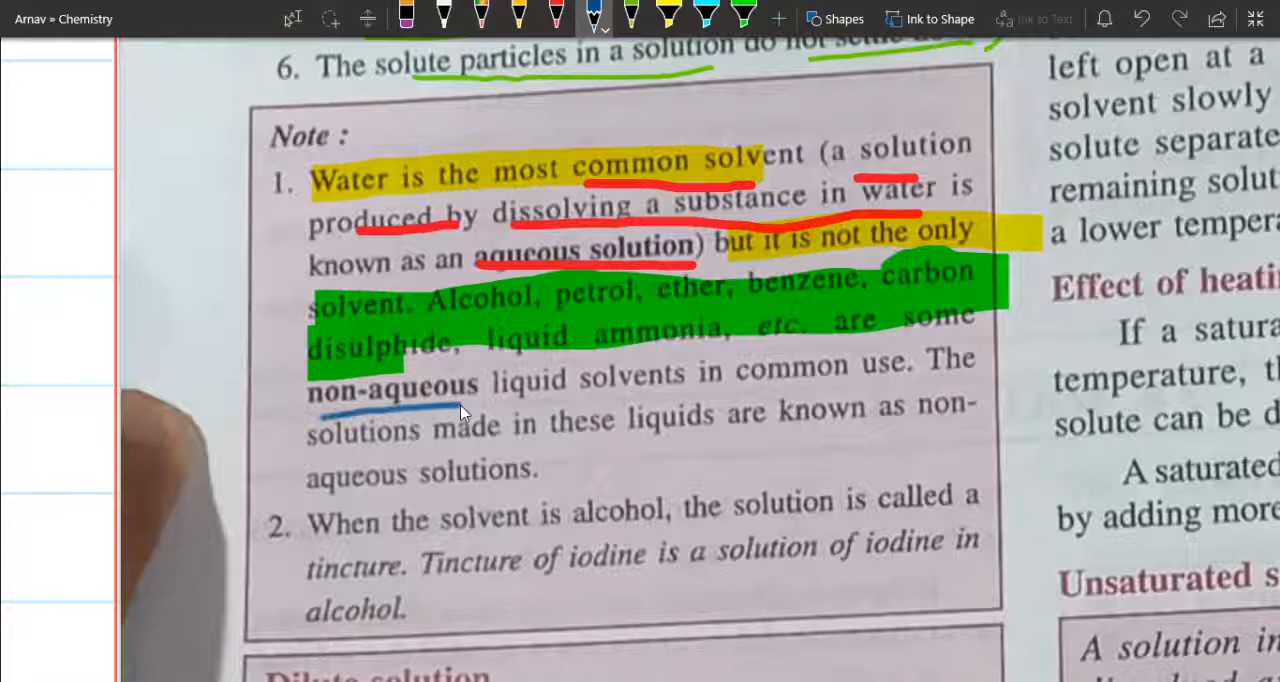 Arnav » Chemistry
Shapes
Ink to Shape
Ink to Text
6. The solute particles in a solution do not settle
Note :
1. Water is the most common solvent (a solution
produced by dissolving a substance in water is
known as an aqueous solution) but it is not the only
solvent. Alcohol, petrol, ether, benzene, carbon
disulphide, liquid ammonia, etc. are some
non-aqueous liquid solvents in common use. The
solutions made in these liquids are known as non-
aqueous solutions.
2. When the solvent is alcohol, the solution is called a
tincture. Tincture of iodine is a solution of iodine in
alcohol.
Dilute solution
left open at a
solvent slowly
solute separate
remaining solut
a lower tempera
Effect of heati
If a satura
temperature, t
solute can be d
A saturated
by adding more
Unsaturated s
A solution in